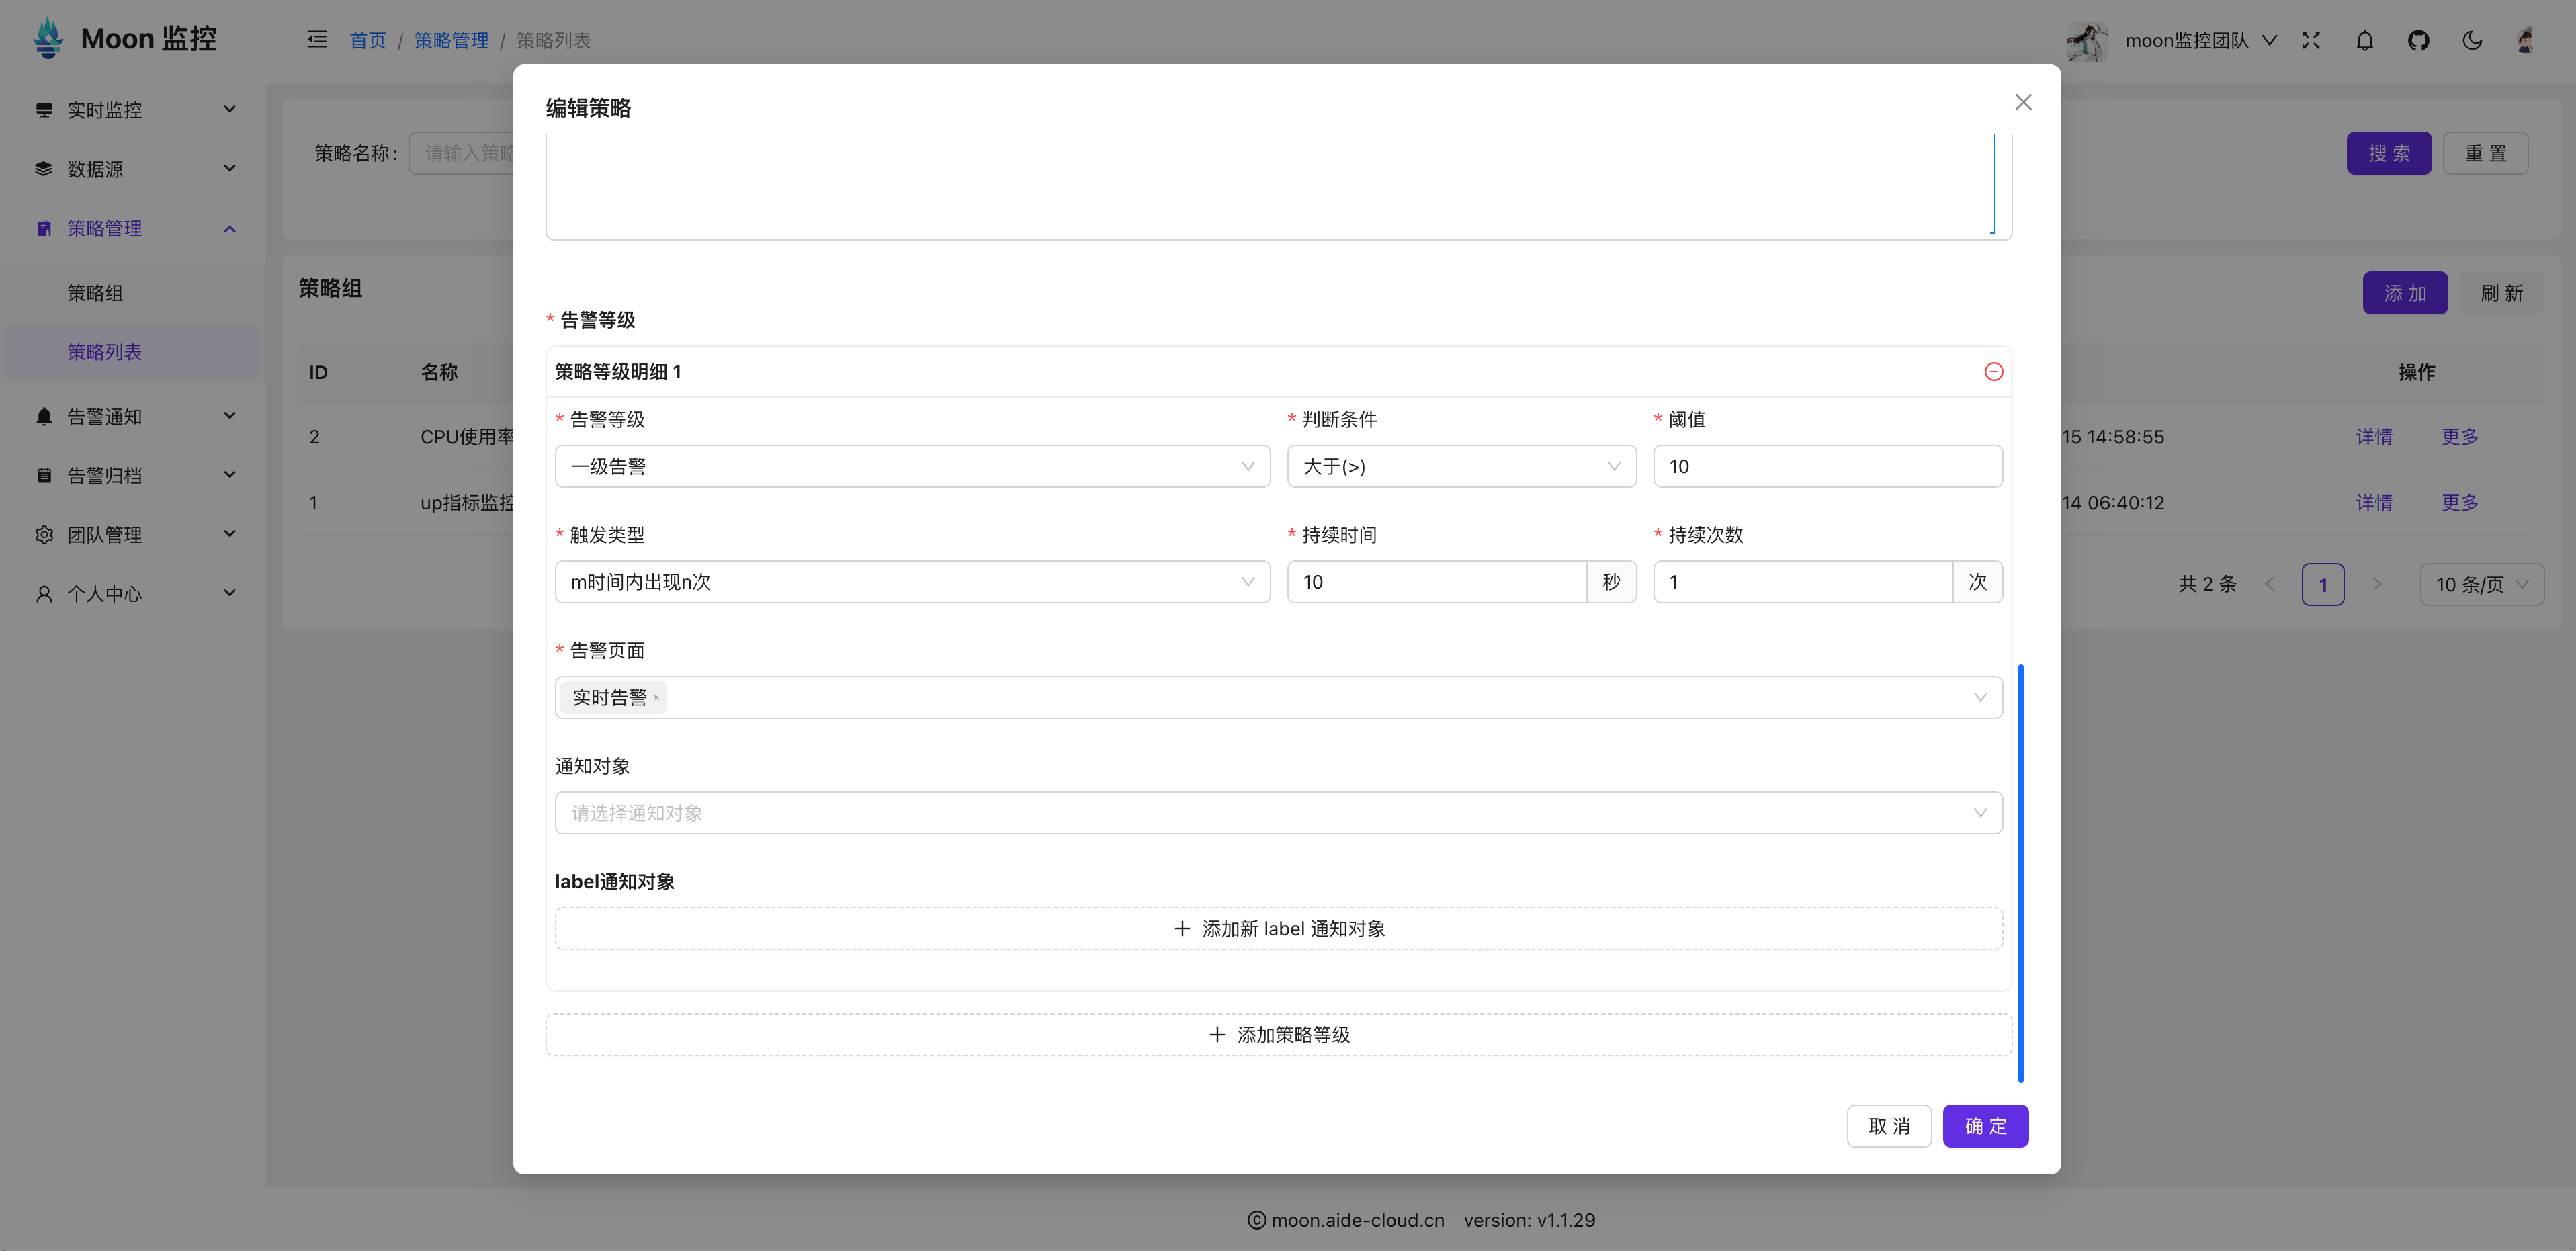 Moon 监控
首页 / 策略管理 / 策略列表
moon监控团队
实时监控
数据源
策略管理
策略组
策略列表
告警通知
告警归档
团队管理
个人中心
策略名称：
请输入策略
搜 索
重 置
策略组
添 加
刷 新
ID 名称 操作
2 CPU使用率 15 14:58:55 详情 更多
1 up指标监控 14 06:40:12 详情 更多
共 2 条 1 10 条/页
编辑策略
* 告警等级
策略等级明细 1
* 告警等级 * 判断条件 * 阈值
一级告警 大于(>) 10
* 触发类型 * 持续时间 * 持续次数
m时间内出现n次 10 秒 1 次
* 告警页面
实时告警
通知对象
请选择通知对象
label通知对象
添加新 label 通知对象
添加策略等级
取 消
确 定
© moon.aide-cloud.cn version: v1.1.29